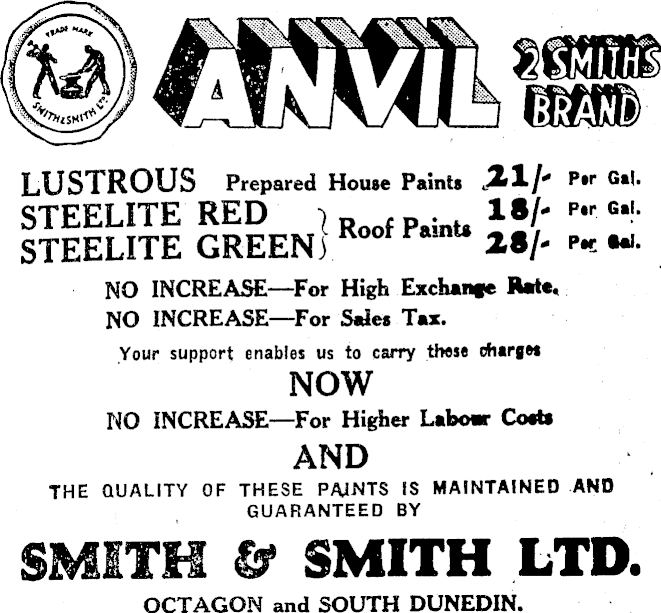 TRADE MARK
SMITH & SMITH LTD
ANVIL
2 SMITHS
BRAND
LUSTROUS Prepared House Paints 21/- Per Gal.
STEELITE RED } Roof Paints 18/- Per Gal.
STEELITE GREEN } 28/- Per Gal.
NO INCREASE—For High Exchange Rate.
NO INCREASE—For Sales Tax.
Your support enables us to carry these charges
NOW
NO INCREASE—For Higher Labour Costs
AND
THE QUALITY OF THESE PAINTS IS MAINTAINED AND
GUARANTEED BY
SMITH & SMITH LTD.
OCTAGON and SOUTH DUNEDIN.